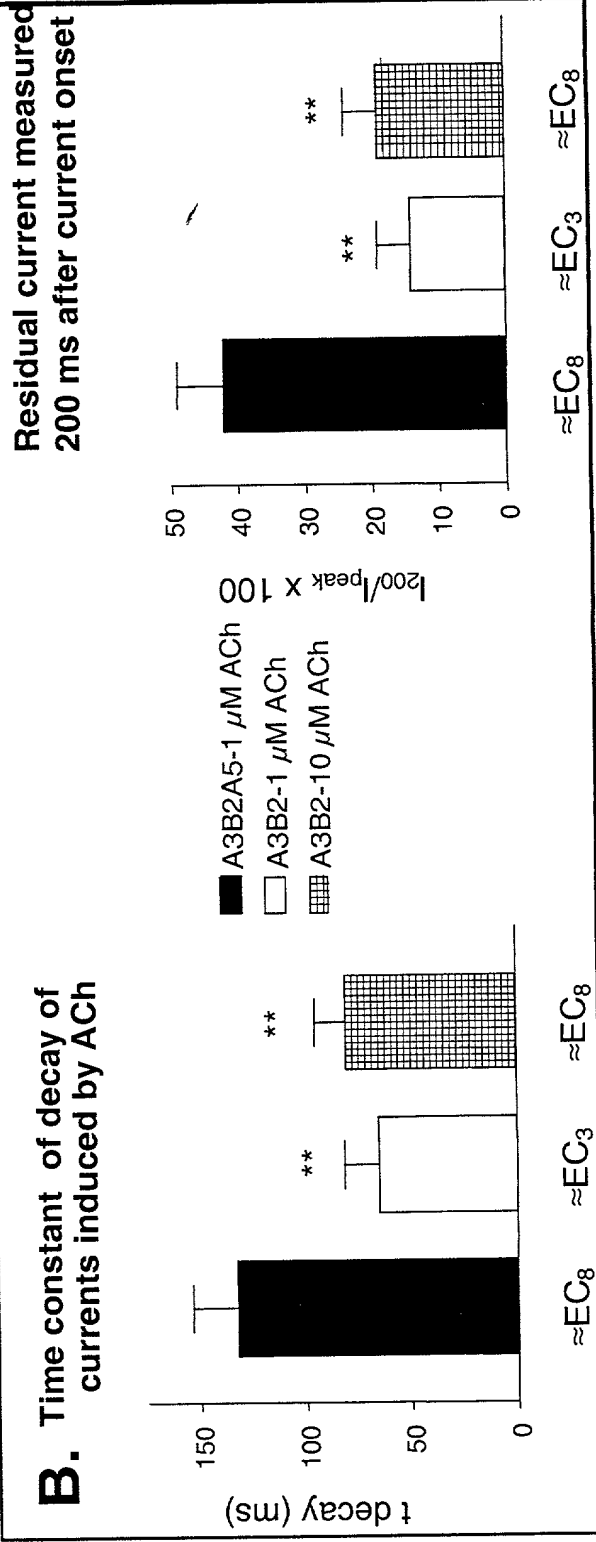 B. Time constant of decay of
currents induced by ACh
t decay (ms)
150
100
50
0
**
**
≈EC8
≈EC3
≈EC8
A3B2A5-1 µM ACh
A3B2-1 µM ACh
A3B2-10 µM ACh
Residual current measured
200 ms after current onset
I200/Ipeak x 100
50
40
30
20
10
0
**
**
≈EC8
≈EC3
≈EC8